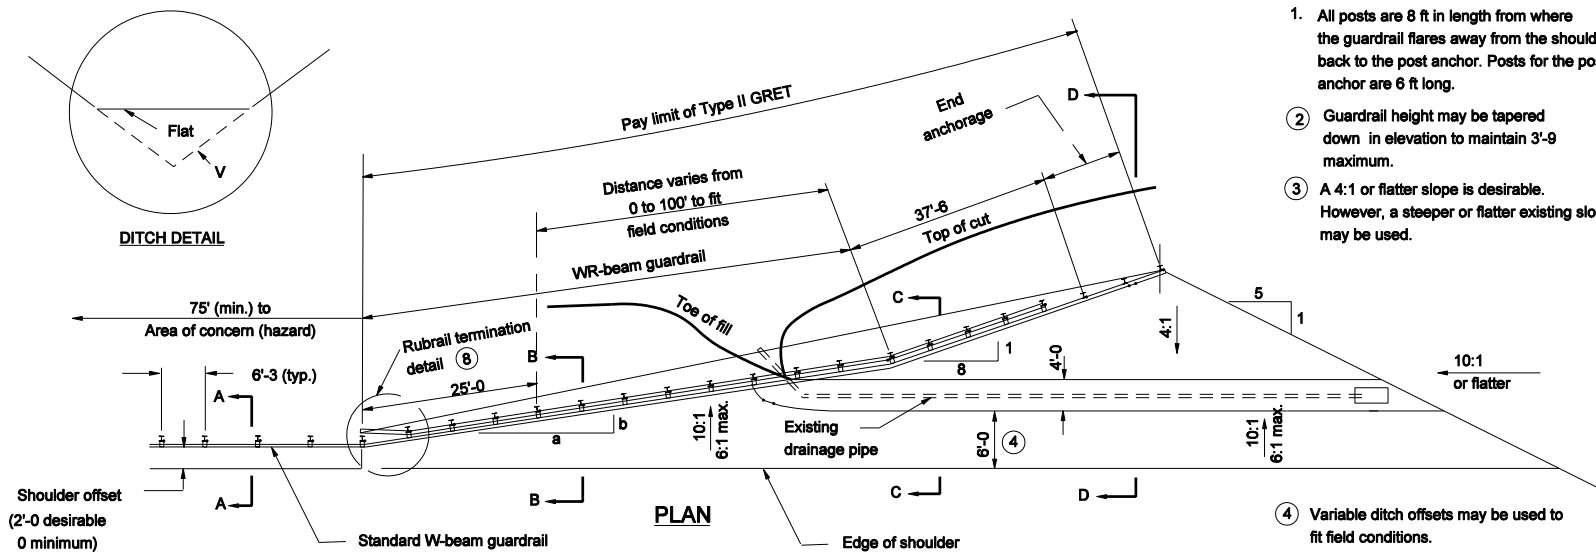 Flat
V
DITCH DETAIL
Pay limit of Type II GRET
End
anchorage
D
Distance varies from
0 to 100' to fit
field conditions
37'-6
Top of cut
WR-beam guardrail
75' (min.) to
Area of concern (hazard)
Toe of fill
C
Rubrail termination
detail 8
B
6'-3 (typ.)
A
25'-0
5
1
4:1
1
8
4'-0
10:1
or flatter
a
b
10:1
6:1 max.
Existing
drainage pipe
6'-0
4
10:1
6:1 max.
Shoulder offset
(2'-0 desirable
0 minimum)
A
B
C
D
PLAN
Standard W-beam guardrail
Edge of shoulder
1. All posts are 8 ft in length from where
the guardrail flares away from the should
back to the post anchor. Posts for the po
anchor are 6 ft long.
2 Guardrail height may be tapered
down in elevation to maintain 3'-9
maximum.
3 A 4:1 or flatter slope is desirable.
However, a steeper or flatter existing slo
may be used.
4 Variable ditch offsets may be used to
fit field conditions.